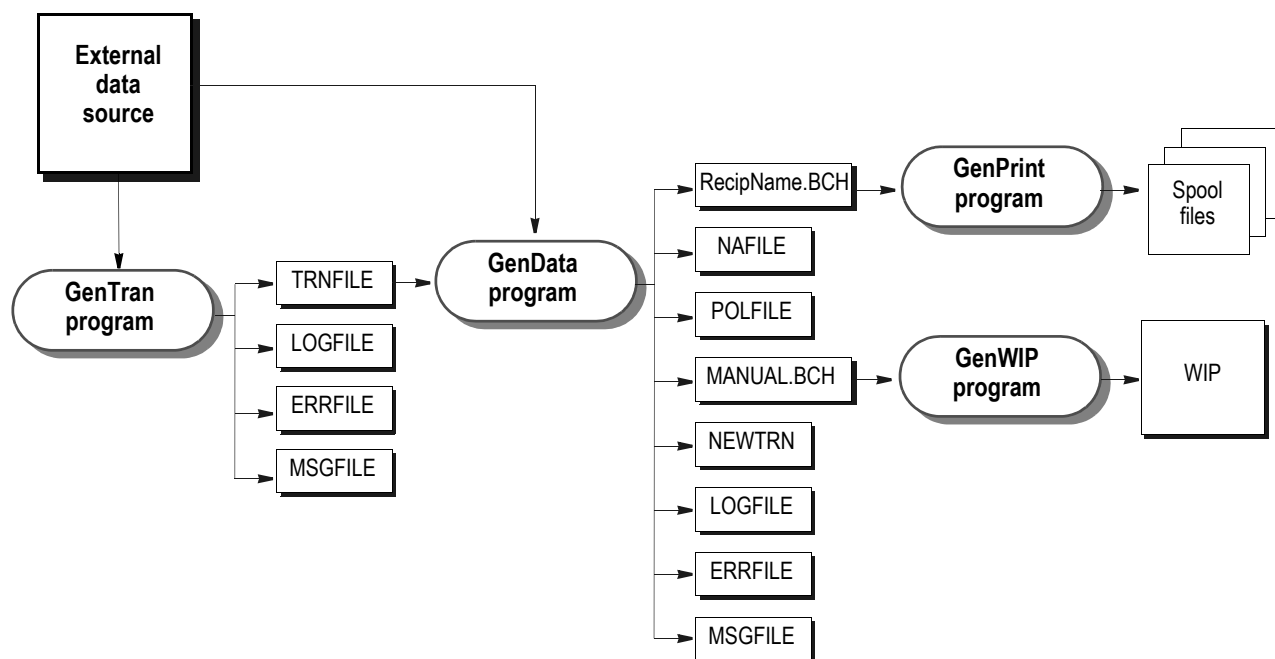 External
data
source
GenTran
program
TRNFILE
LOGFILE
ERRFILE
MSGFILE
GenData
program
RecipName.BCH
NAFILE
POLFILE
MANUAL.BCH
NEWTRN
LOGFILE
ERRFILE
MSGFILE
GenPrint
program
Spool
files
GenWIP
program
WIP